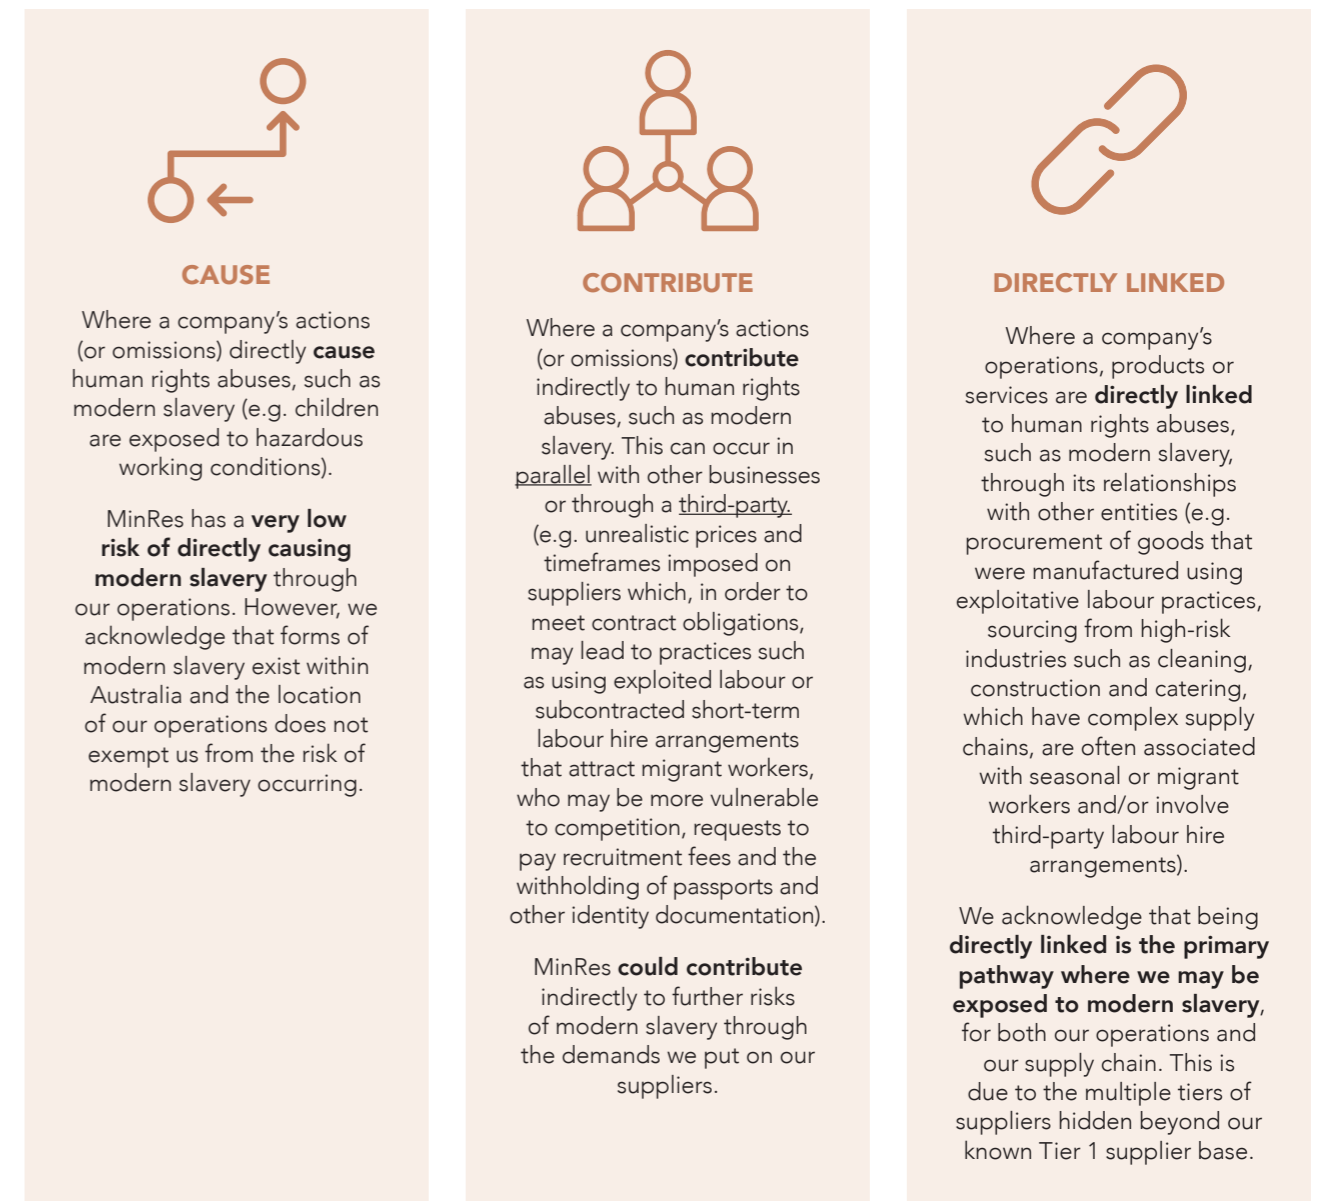 CAUSE
Where a company’s actions
(or omissions) directly cause
human rights abuses, such as
modern slavery (e.g. children
are exposed to hazardous
working conditions).
MinRes has a very low
risk of directly causing
modern slavery through
our operations. However, we
acknowledge that forms of
modern slavery exist within
Australia and the location
of our operations does not
exempt us from the risk of
modern slavery occurring.
CONTRIBUTE
Where a company’s actions
(or omissions) contribute
indirectly to human rights
abuses, such as modern
slavery. This can occur in
parallel with other businesses
or through a third-party.
(e.g. unrealistic prices and
timeframes imposed on
suppliers which, in order to
meet contract obligations,
may lead to practices such
as using exploited labour or
subcontracted short-term
labour hire arrangements
that attract migrant workers,
who may be more vulnerable
to competition, requests to
pay recruitment fees and the
withholding of passports and
other identity documentation).
MinRes could contribute
indirectly to further risks
of modern slavery through
the demands we put on our
suppliers.
DIRECTLY LINKED
Where a company’s
operations, products or
services are directly linked
to human rights abuses,
such as modern slavery,
through its relationships
with other entities (e.g.
procurement of goods that
were manufactured using
exploitative labour practices,
sourcing from high-risk
industries such as cleaning,
construction and catering,
which have complex supply
chains, are often associated
with seasonal or migrant
workers and/or involve
third-party labour hire
arrangements).
We acknowledge that being
directly linked is the primary
pathway where we may be
exposed to modern slavery,
for both our operations and
our supply chain. This is
due to the multiple tiers of
suppliers hidden beyond our
known Tier 1 supplier base.